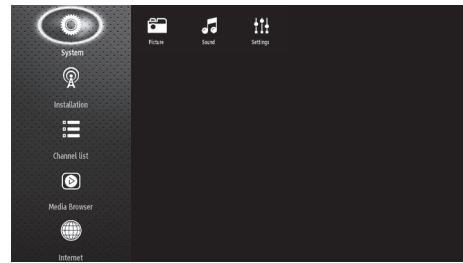 System
Picture
Sound
Settings
Installation
Channel list
Media Browser
Internet